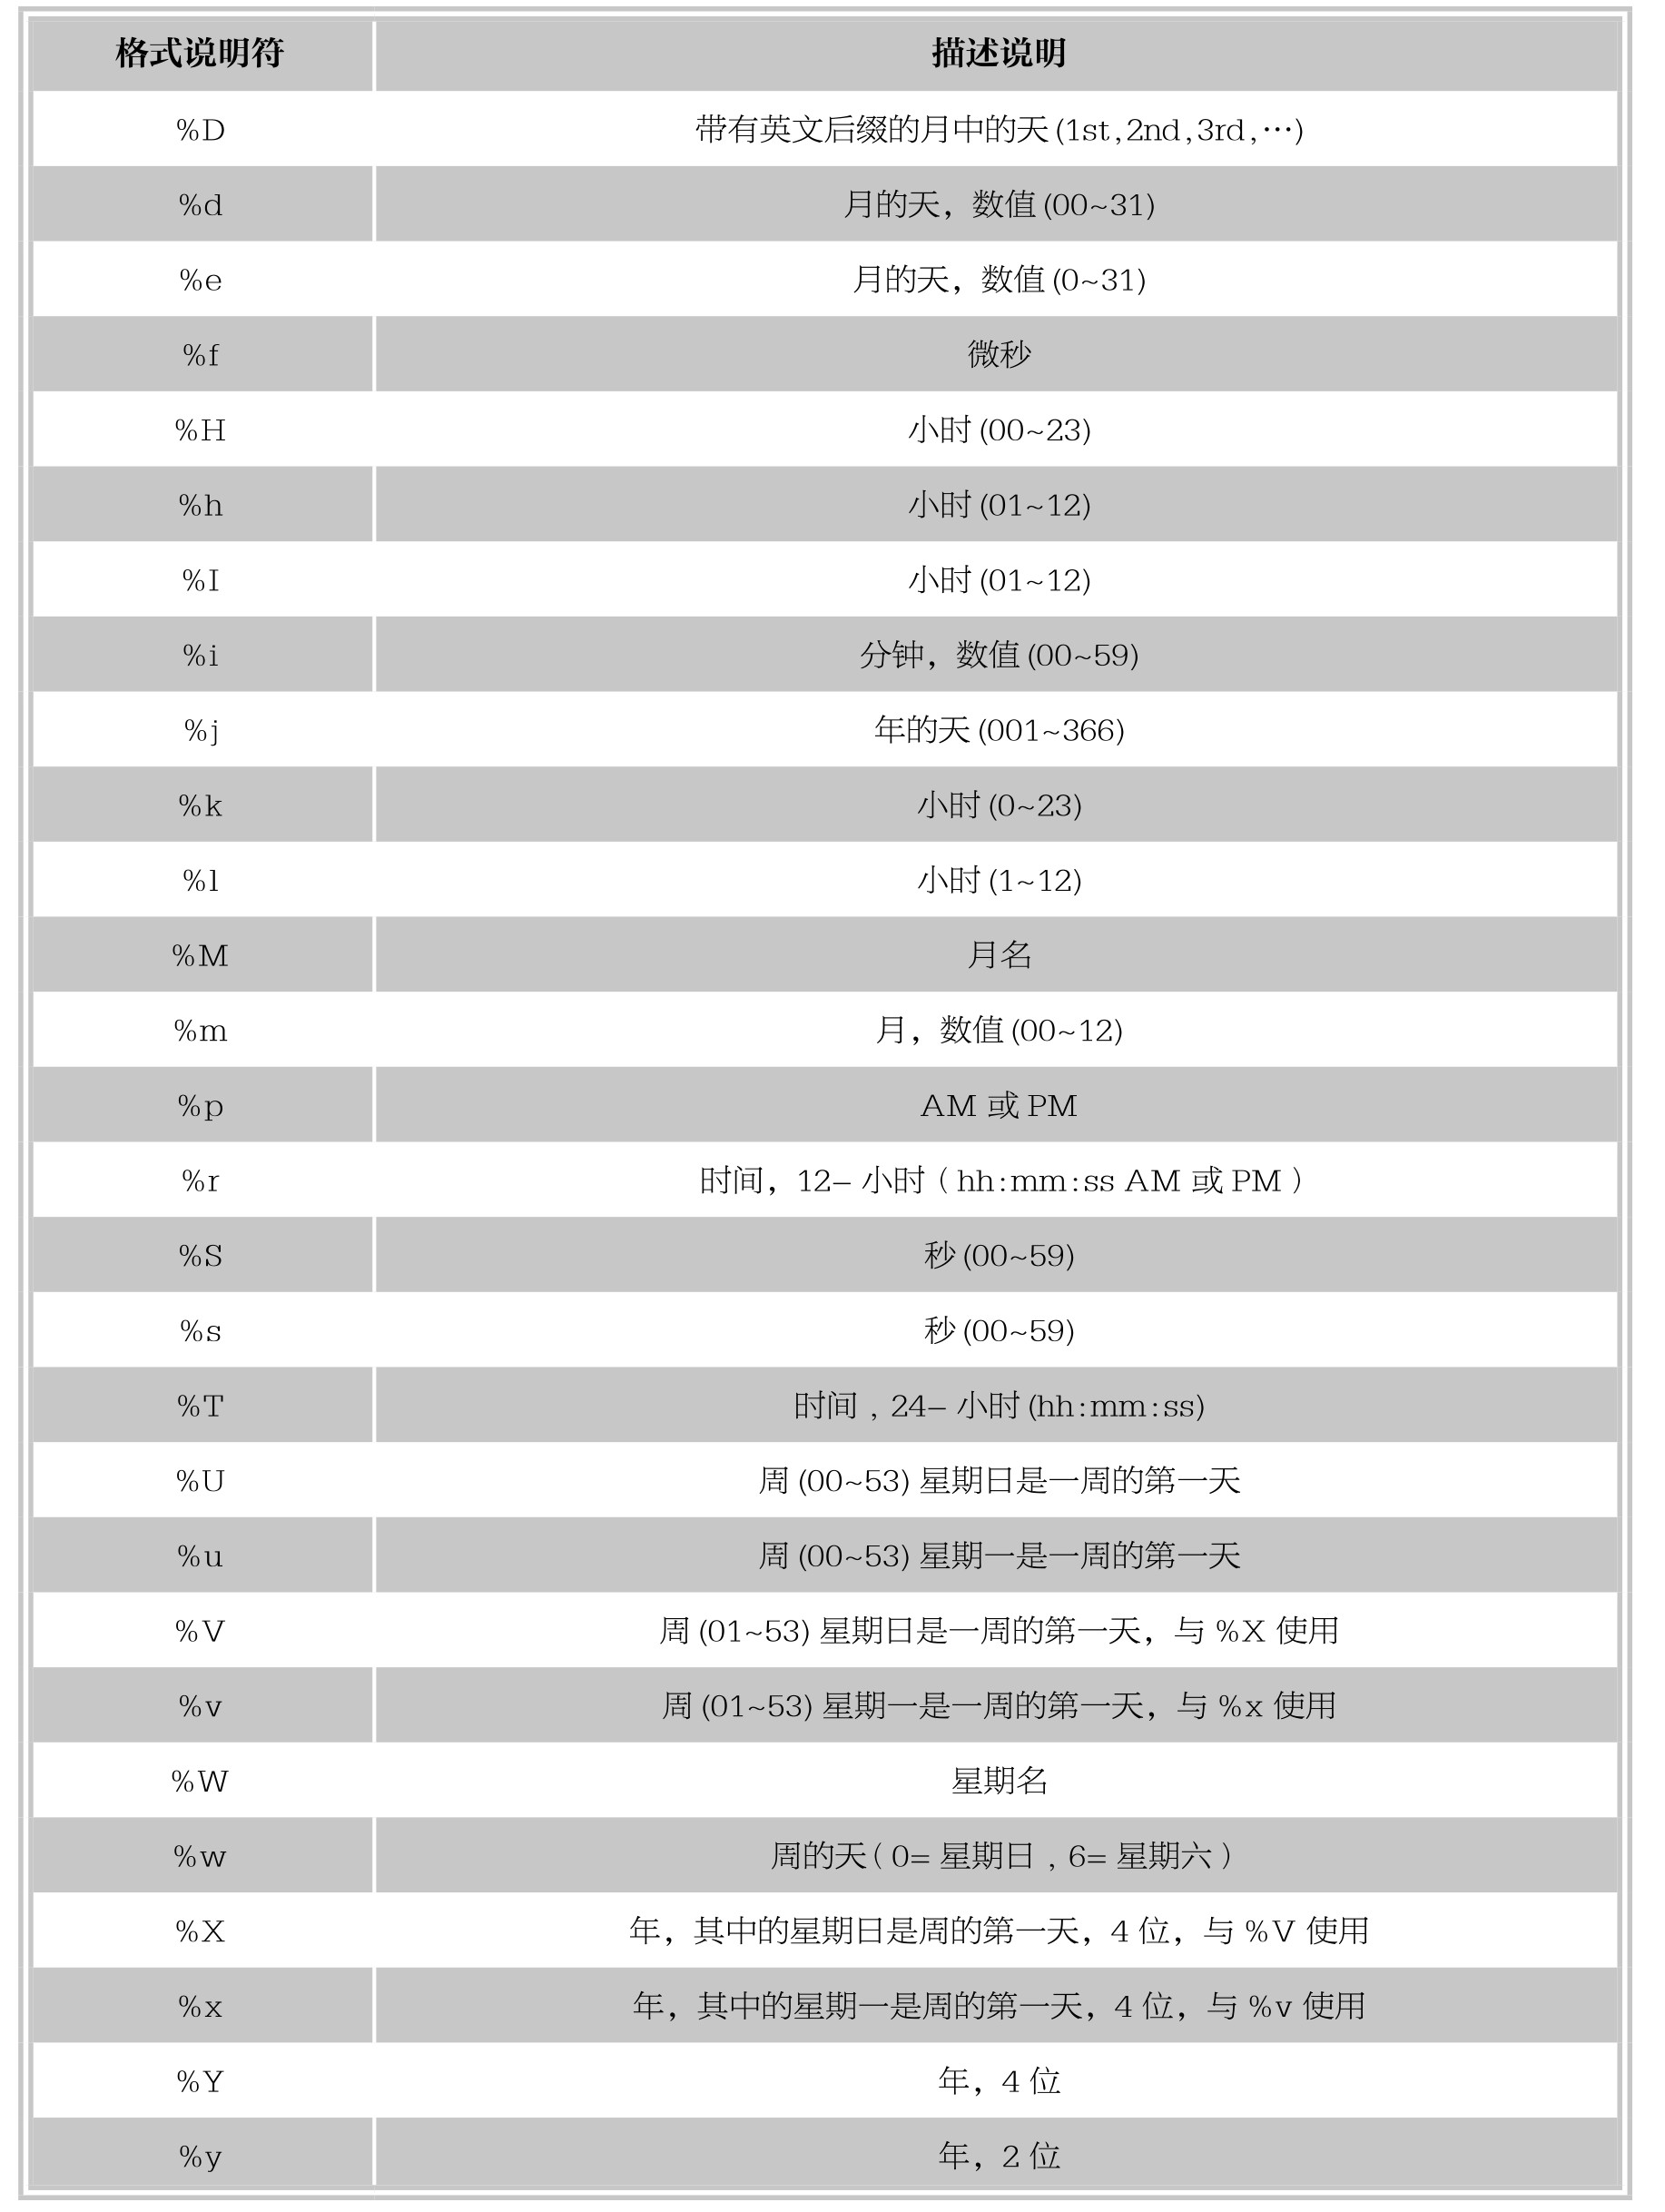 格式说明符 描述说明
%D 带有英文后缀的月中的天(1st,2nd,3rd,…)
%d 月的天，数值(00~31)
%e 月的天，数值(0~31)
%f 微秒
%H 小时(00~23)
%h 小时(01~12)
%I 小时(01~12)
%i 分钟，数值(00~59)
%j 年的天(001~366)
%k 小时(0~23)
%l 小时(1~12)
%M 月名
%m 月，数值(00~12)
%p AM 或 PM
%r 时间，12- 小时（hh:mm:ss AM 或 PM）
%S 秒(00~59)
%s 秒(00~59)
%T 时间 , 24- 小时(hh:mm:ss)
%U 周 (00~53) 星期日是一周的第一天
%u 周 (00~53) 星期一是一周的第一天
%V 周 (01~53) 星期日是一周的第一天，与 %X 使用
%v 周 (01~53) 星期一是一周的第一天，与 %x 使用
%W 星期名
%w 周的天（0= 星期日 , 6= 星期六）
%X 年，其中的星期日是周的第一天，4 位，与 %V 使用
%x 年，其中的星期一是周的第一天，4 位，与 %v 使用
%Y 年，4 位
%y 年，2 位